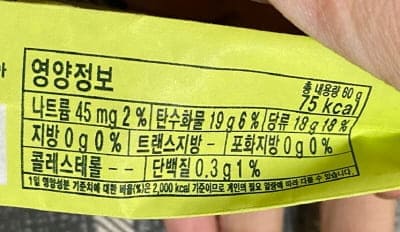 영양정보
총 내용량 60 g
75 kcal
나트륨 45 mg 2 % 탄수화물 19 g 6 % 당류 18 g 18 %
지방 0 g 0 % 트랜스지방 - 포화지방 0 g 0 %
콜레스테롤 - - 단백질 0.3 g 1 %
1일 영양성분 기준치에 대한 비율(%)은 2,000 kcal 기준이므로 개인의 필요 열량에 따라 다를 수 있습니다.